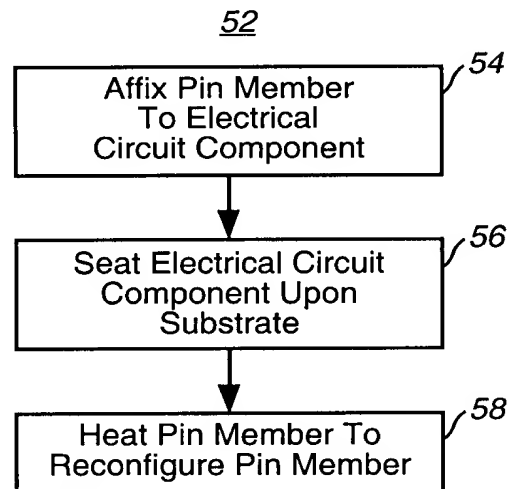 52
54
Affix Pin Member
To Electrical
Circuit Component
56
Seat Electrical Circuit
Component Upon
Substrate
58
Heat Pin Member To
Reconfigure Pin Member